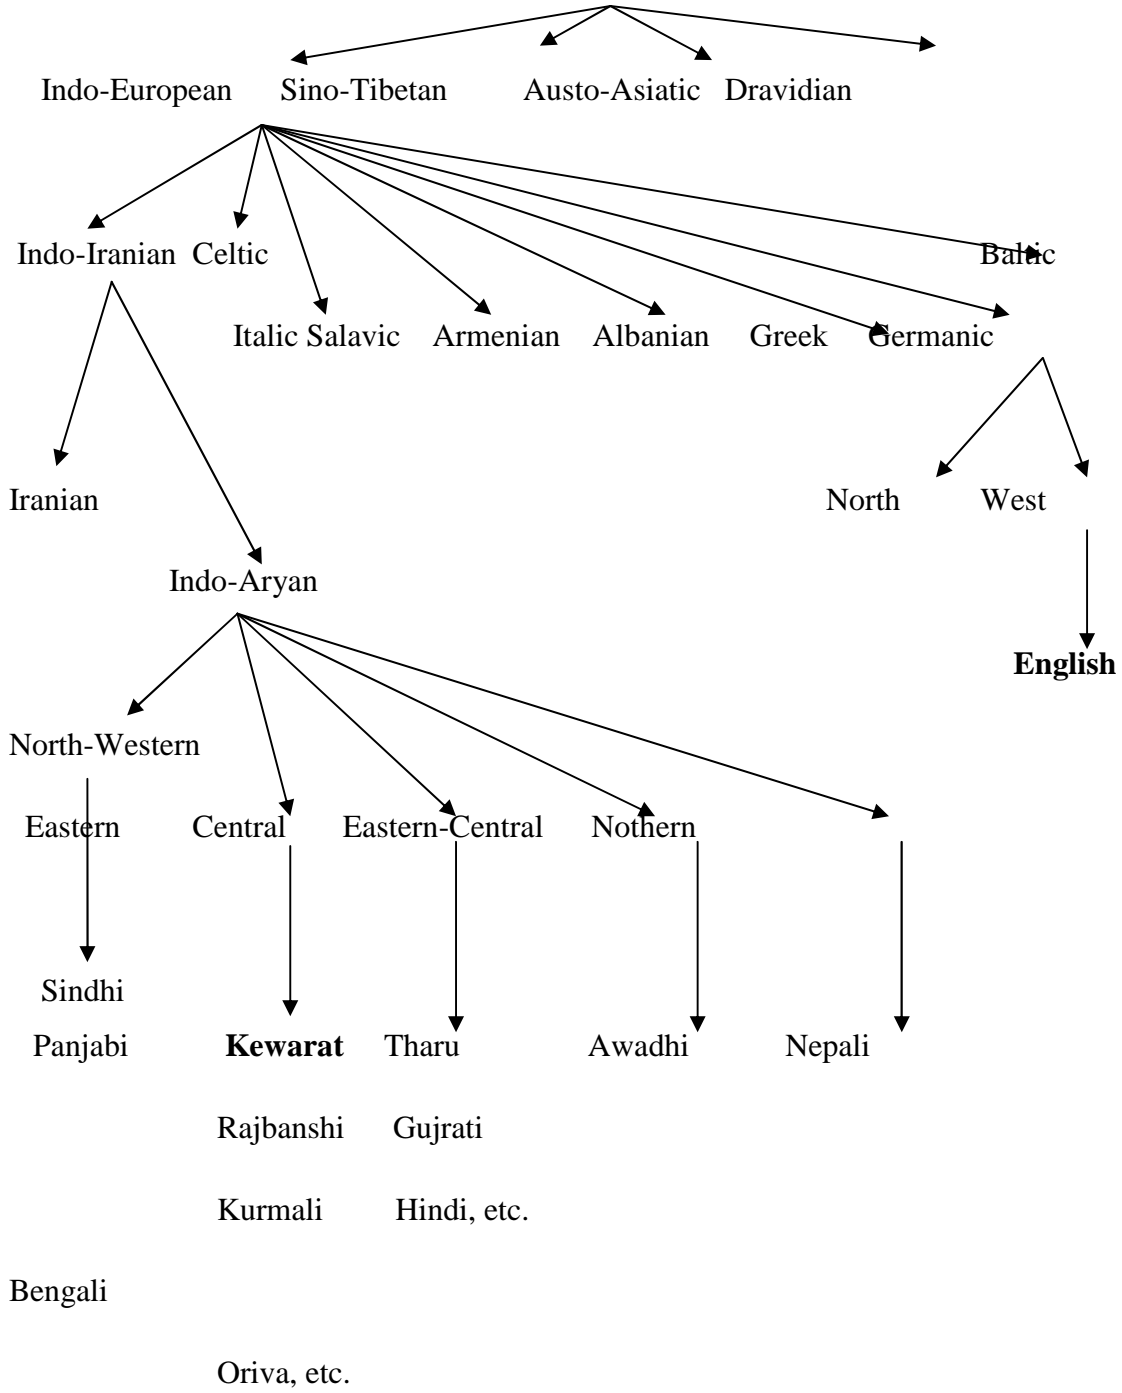 Indo-European Sino-Tibetan Austo-Asiatic Dravidian
Indo-Iranian Celtic Baltic
Italic Salavic Armenian Albanian Greek Germanic
Iranian North West
Indo-Aryan
English
North-Western
Eastern Central Eastern-Central Nothern
Sindhi
Panjabi Kewarat Tharu Awadhi Nepali
Rajbanshi Gujrati
Kurmali Hindi, etc.
Bengali
Oriva, etc.